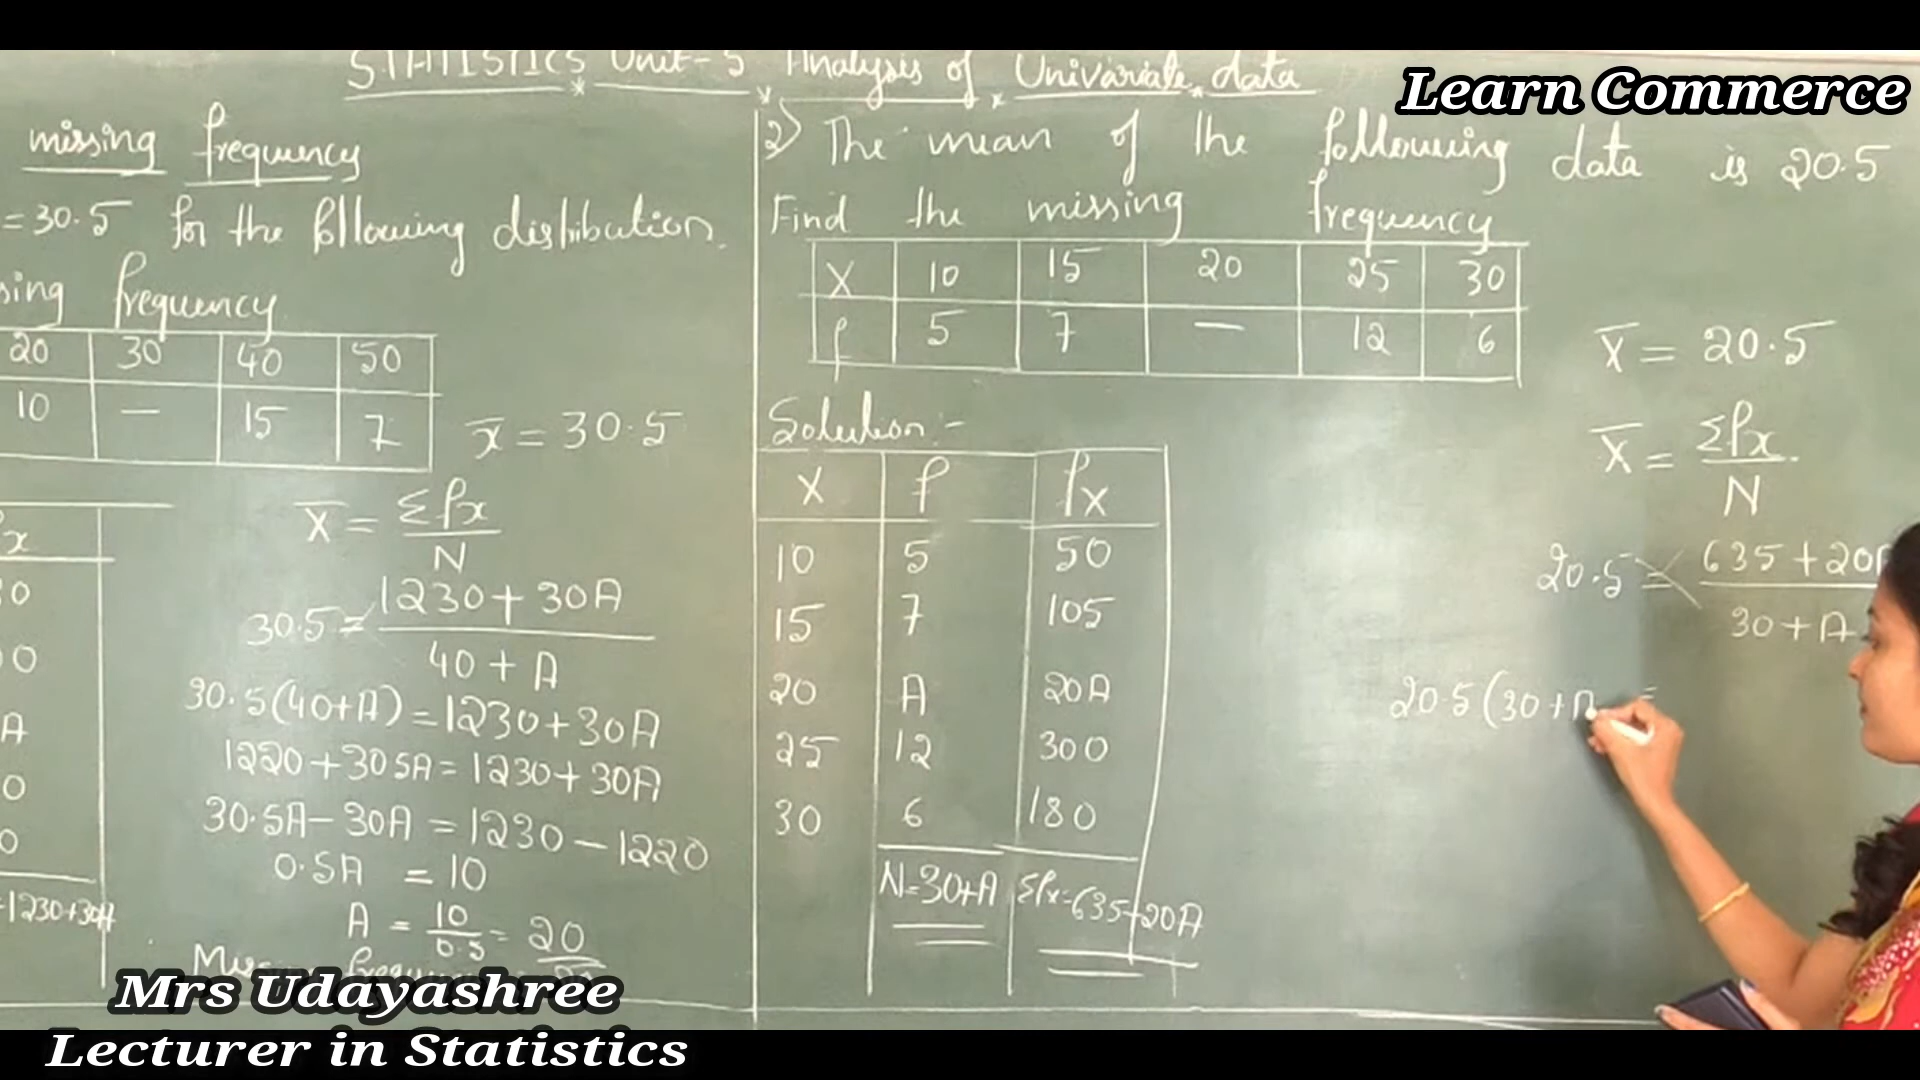 STATISTICS Unit-5 Analysis of Univariate data
Learn Commerce
missing frequency
=30.5 for the following distribution.
sing frequency
20 30 40 50
10 — 15 7
x̄ = 30.5
X̄ = Σfx
N
30.5 = 1230+30A
40 + A
30.5(40+A) = 1230+30A
1220+305A = 1230+30A
30.5A - 30A = 1230 - 1220
0.5A = 10
A = 10/0.5 = 20
x
A
=1230+30A
2) The mean of the following data is 20.5
Find the missing frequency
X 10 15 20 25 30
f 5 7 — 12 6
Solution:-
X f fx
10 5 50
15 7 105
20 A 20A
25 12 300
30 6 180
N=30+A Σfx=635+20A
X̄ = 20.5
X̄ = Σfx
N
20.5 = 635+20A
30+A
20.5(30+A =
Mrs Udayashree
Lecturer in Statistics